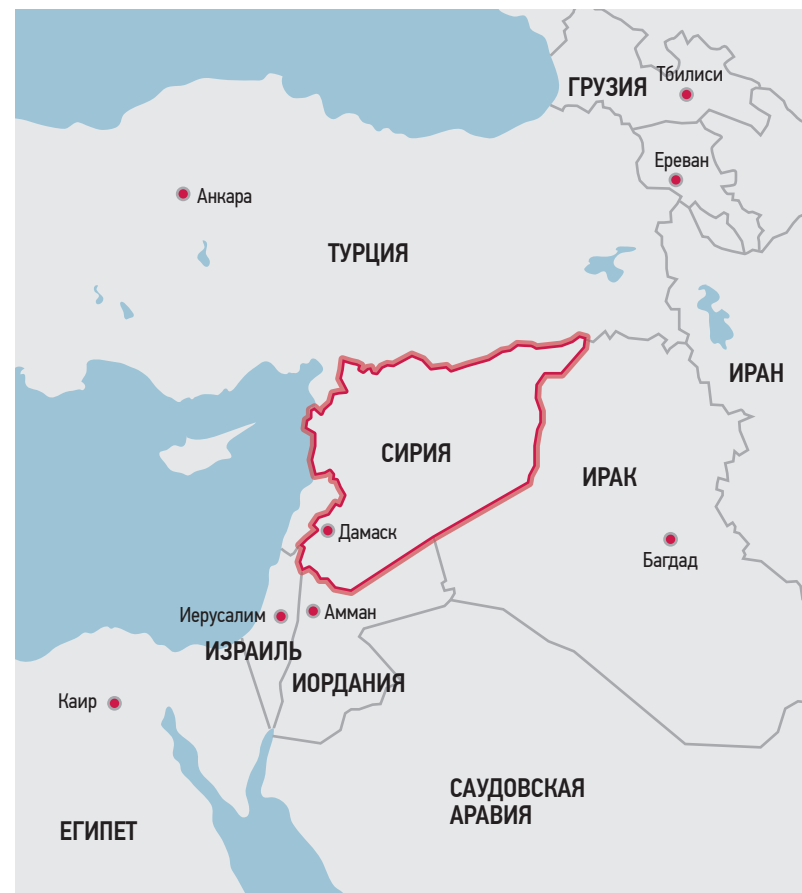 Тбилиси
ГРУЗИЯ
Ереван
Анкара
ТУРЦИЯ
ИРАН
СИРИЯ
ИРАК
Дамаск
Багдад
Иерусалим
Амман
ИЗРАИЛЬ
ИОРДАНИЯ
Каир
САУДОВСКАЯ
АРАВИЯ
ЕГИПЕТ